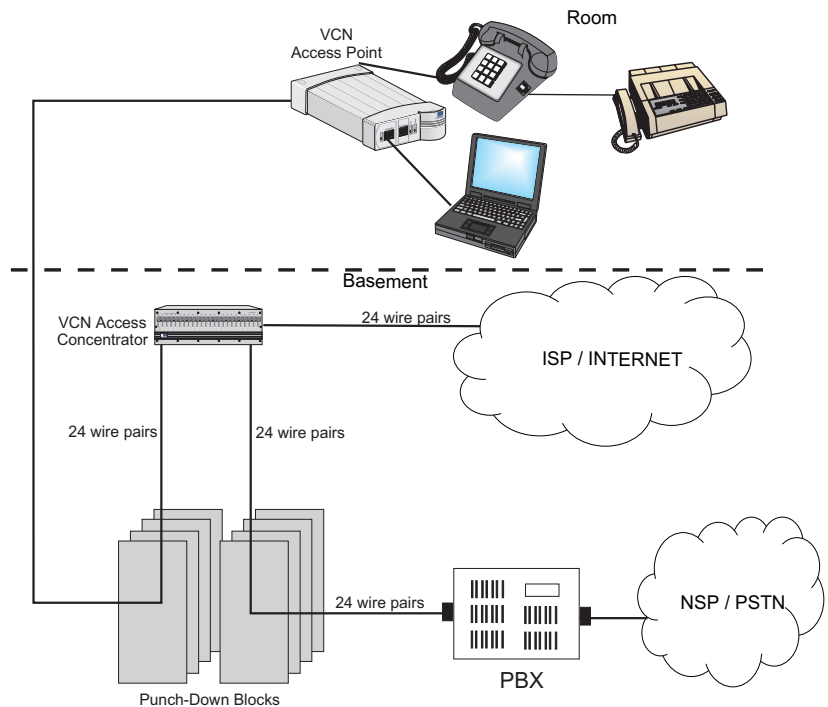 Room
VCN
Access Point
Basement
VCN Access
Concentrator
24 wire pairs
ISP / INTERNET
24 wire pairs
24 wire pairs
24 wire pairs
NSP / PSTN
PBX
Punch-Down Blocks